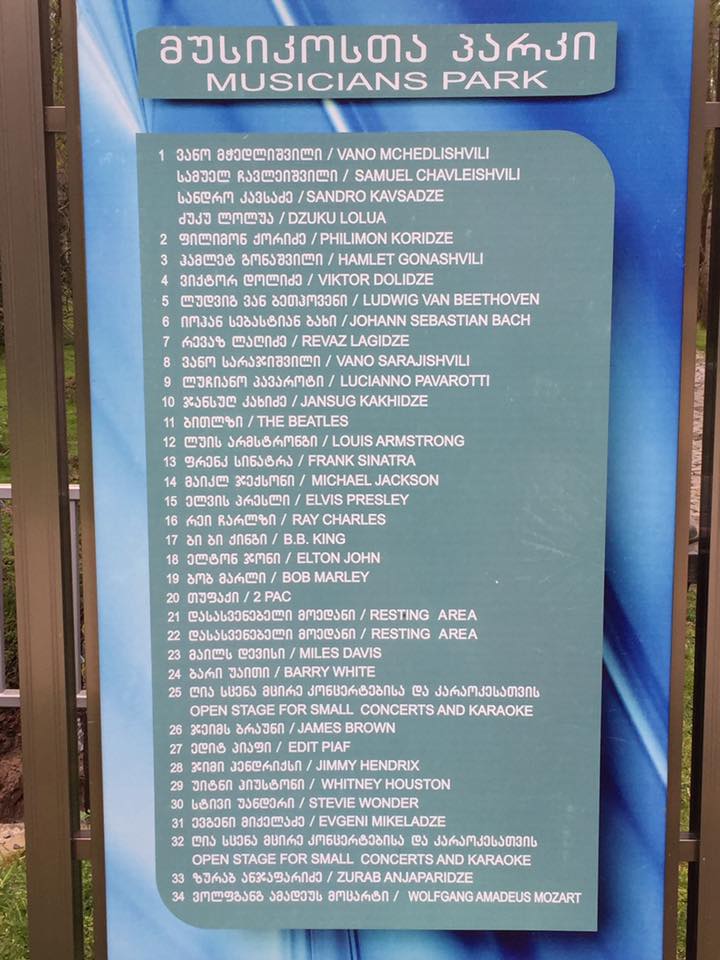 მუსიკოსთა პარკი
MUSICIANS PARK
1 ვანო მჭედლიშვილი / VANO MCHEDLISHVILI
სამუელ ჩავლეიშვილი / SAMUEL CHAVLEISHVILI
სანდრო კავსაძე / SANDRO KAVSADZE
ძუკუ ლოლუა / DZUKU LOLUA
2 ფილიმონ ქორიძე / PHILIMON KORIDZE
3 ჰამლეტ გონაშვილი / HAMLET GONASHVILI
4 ვიქტორ დოლიძე / VIKTOR DOLIDZE
5 ლუდვიგ ვან ბეთჰოვენი / LUDWIG VAN BEETHOVEN
6 იოჰან სებასტიან ბახი / JOHANN SEBASTIAN BACH
7 რევაზ ლაღიძე / REVAZ LAGIDZE
8 ვანო სარაჯიშვილი / VANO SARAJISHVILI
9 ლუჩიანო პავაროტი / LUCIANNO PAVAROTTI
10 ჯანსუღ კახიძე / JANSUG KAKHIDZE
11 ბითლზი / THE BEATLES
12 ლუის არმსტრონგი / LOUIS ARMSTRONG
13 ფრენკ სინატრა / FRANK SINATRA
14 მაიკლ ჯექსონი / MICHAEL JACKSON
15 ელვის პრესლი / ELVIS PRESLEY
16 რეი ჩარლზი / RAY CHARLES
17 ბი ბი ქინგი / B.B. KING
18 ელტონ ჯონი / ELTON JOHN
19 ბობ მარლი / BOB MARLEY
20 თუფაქი / 2 PAC
21 დასასვენებელი მოედანი / RESTING AREA
22 დასასვენებელი მოედანი / RESTING AREA
23 მაილს დევისი / MILES DAVIS
24 ბარი უაითი / BARRY WHITE
25 ღია სცენა მცირე კონცერტებისა და კარაოკესათვის
OPEN STAGE FOR SMALL CONCERTS AND KARAOKE
26 ჯეიმს ბრაუნი / JAMES BROWN
27 ედიტ პიაფი / EDIT PIAF
28 ჯიმი ჰენდრიქსი / JIMMY HENDRIX
29 უიტნი ჰიუსტონი / WHITNEY HOUSTON
30 სტივი უანდერი / STEVIE WONDER
31 ევგენი მიქელაძე / EVGENI MIKELADZE
32 ღია სცენა მცირე კონცერტებისა და კარაოკესათვის
OPEN STAGE FOR SMALL CONCERTS AND KARAOKE
33 ზურაბ ანჯაფარიძე / ZURAB ANJAPARIDZE
34 ვოლფგანგ ამადეუს მოცარტი / WOLFGANG AMADEUS MOZART